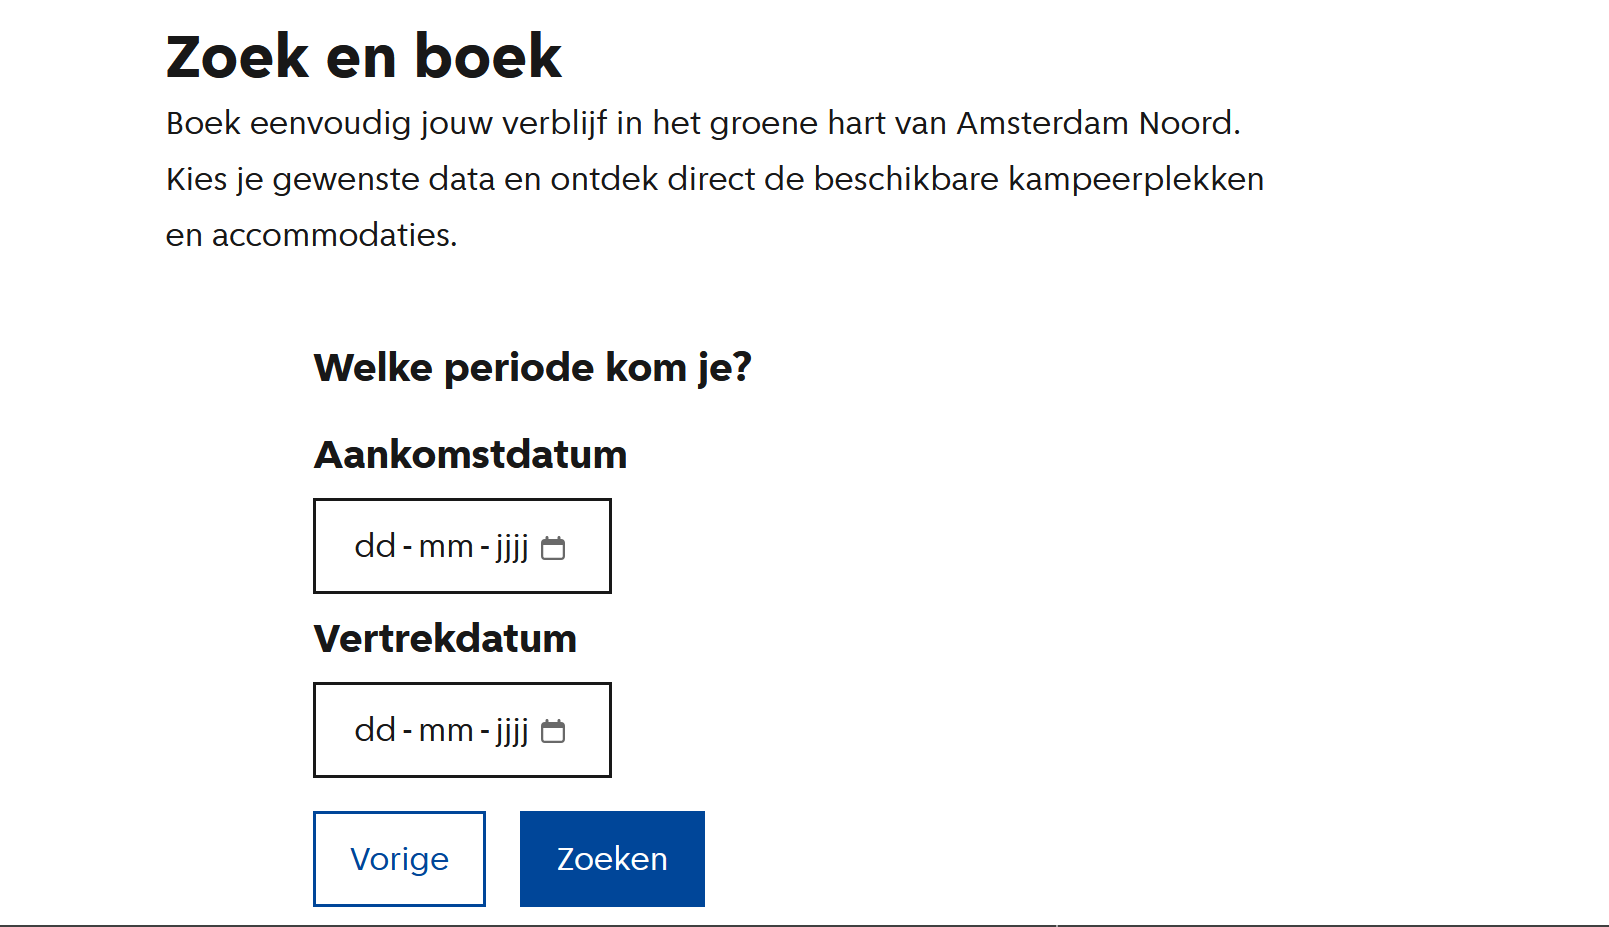 Zoek en boek
Boek eenvoudig jouw verblijf in het groene hart van Amsterdam Noord.
Kies je gewenste data en ontdek direct de beschikbare kampeerplekken
en accommodaties.
Welke periode kom je?
Aankomstdatum
dd-mm-jjjj
Vertrekdatum
dd-mm-jjjj
Vorige Zoeken